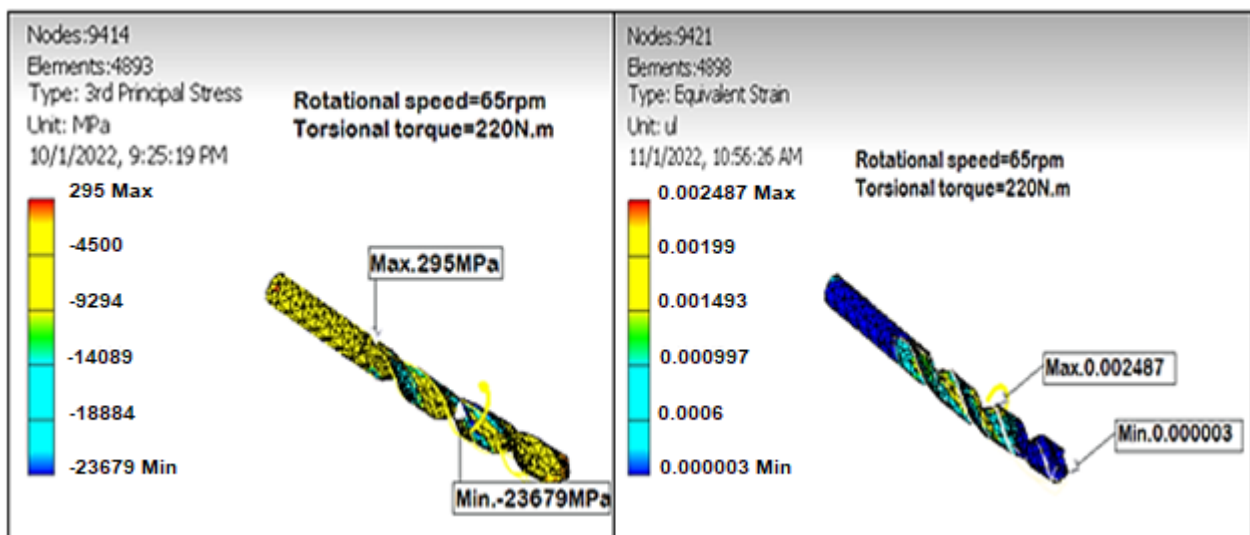 Nodes:9414
Elements:4893
Type: 3rd Principal Stress
Unit: MPa
10/1/2022, 9:25:19 PM
Rotational speed=65rpm
Torsional torque=220N.m
295 Max
-4500
-9294
-14089
-18884
-23679 Min
Max.295MPa
Min.-23679MPa
Nodes:9421
Elements:4898
Type: Equivalent Strain
Unit: ul
11/1/2022, 10:56:26 AM
Rotational speed=65rpm
Torsional torque=220N.m
0.002487 Max
0.00199
0.001493
0.000997
0.0006
0.000003 Min
Max.0.002487
Min.0.000003